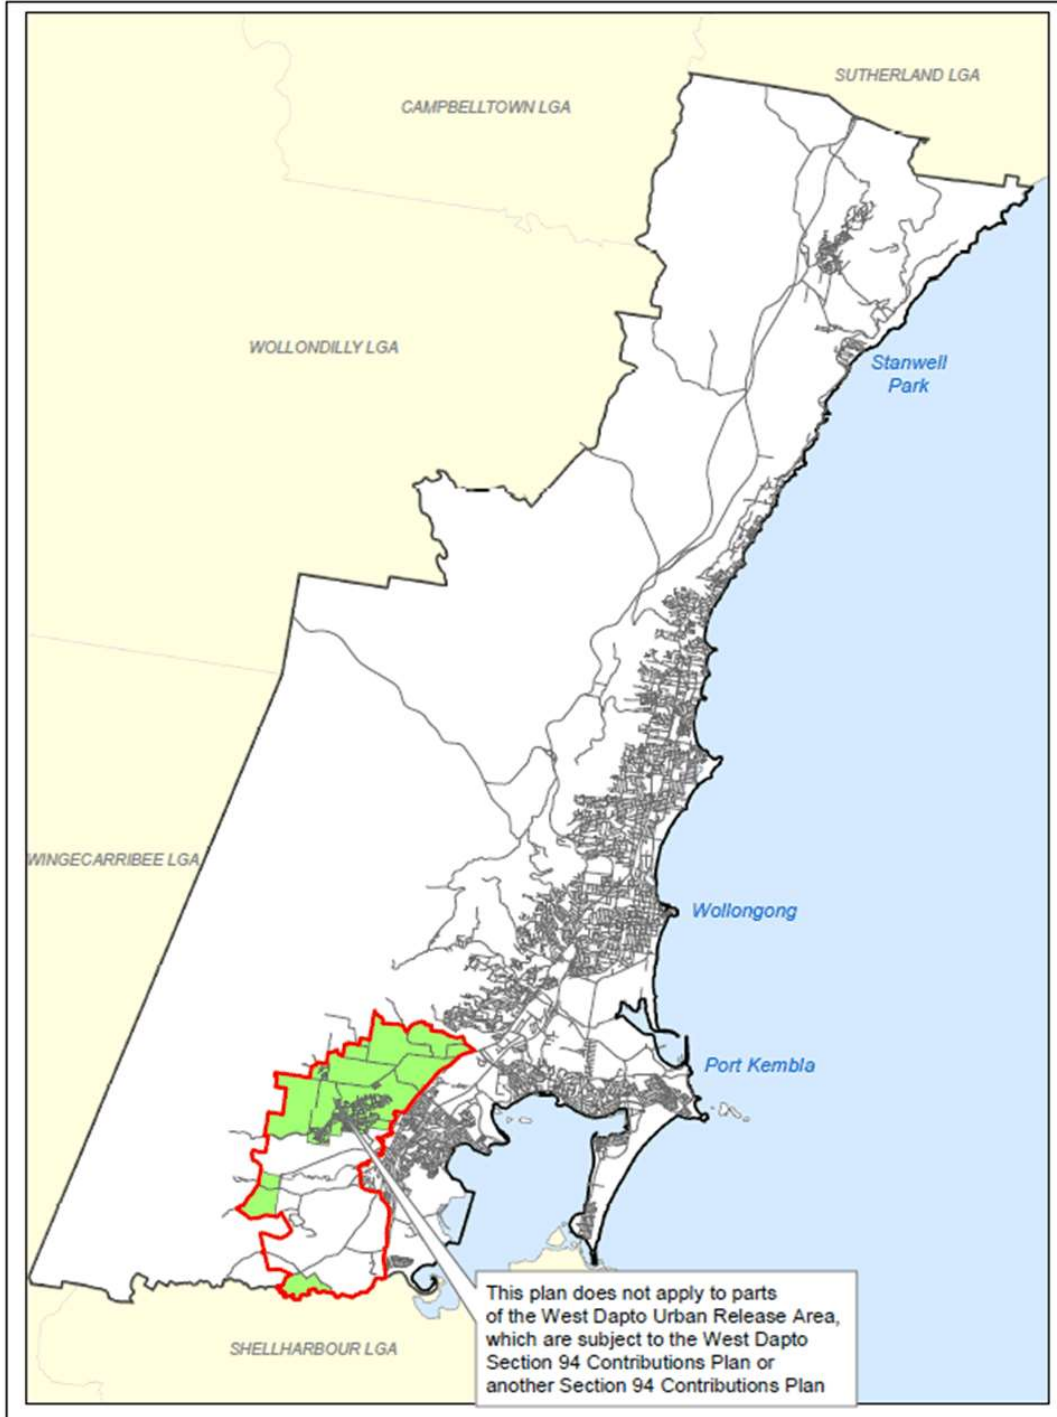 SUTHERLAND LGA
CAMPBELLTOWN LGA
WOLLONDILLY LGA
Stanwell
Park
WINGECARRIBEE LGA
Wollongong
Port Kembla
This plan does not apply to parts
of the West Dapto Urban Release Area,
which are subject to the West Dapto
Section 94 Contributions Plan or
another Section 94 Contributions Plan
SHELLHARBOUR LGA